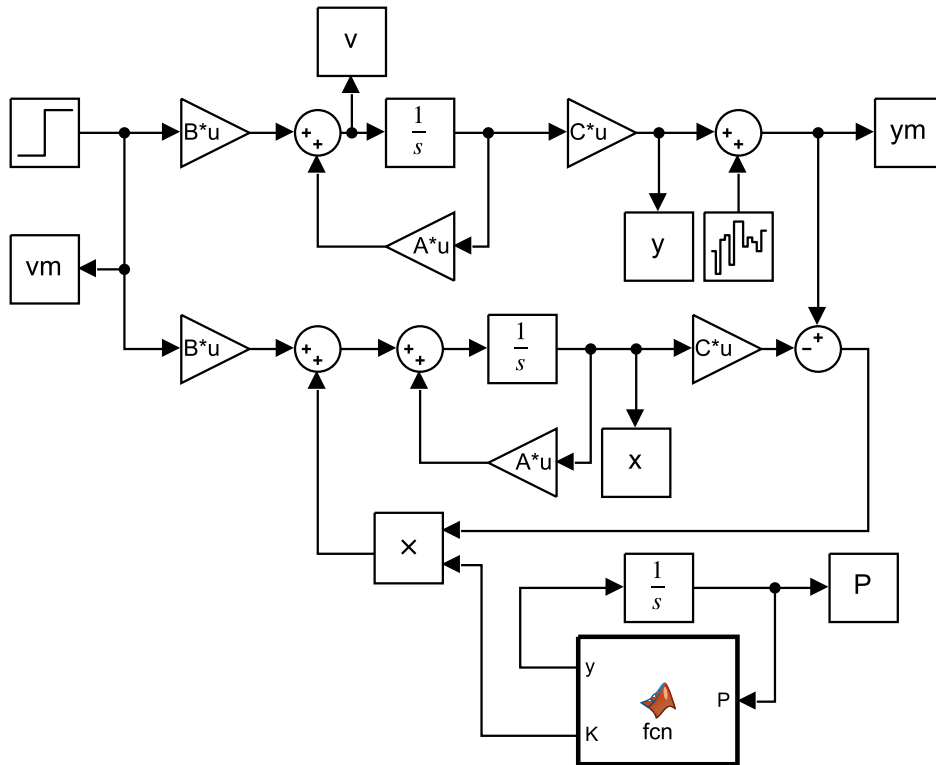 v
B*u
+
+
1
s
C*u
+
+
ym
A*u
y
vm
B*u
+
+
+
+
1
s
C*u
−
+
A*u
x
×
1
s
P
y
P
K
fcn